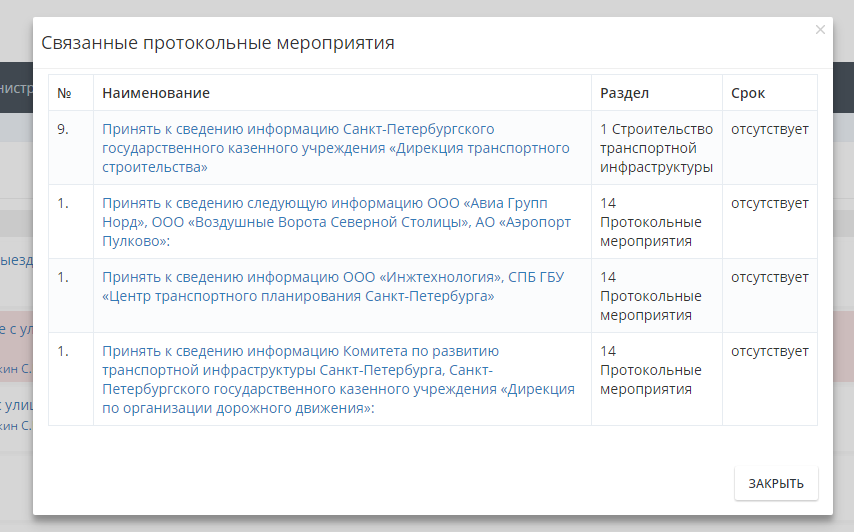 Связанные протокольные мероприятия
×
№ Наименование Раздел Срок
9. Принять к сведению информацию Санкт-Петербургского 1 Строительство отсутствует
государственного казенного учреждения «Дирекция транспортного транспортной
строительства» инфраструктуры
1. Принять к сведению следующую информацию ООО «Авиа Групп 14 отсутствует
Норд», ООО «Воздушные Ворота Северной Столицы», АО «Аэропорт Протокольные
Пулково»: мероприятия
1. Принять к сведению информацию ООО «Инжтехнология», СПБ ГБУ 14 отсутствует
«Центр транспортного планирования Санкт-Петербурга» Протокольные
мероприятия
1. Принять к сведению информацию Комитета по развитию 14 отсутствует
транспортной инфраструктуры Санкт-Петербурга, Санкт- Протокольные
Петербургского государственного казенного учреждения «Дирекция мероприятия
по организации дорожного движения»:
ЗАКРЫТЬ